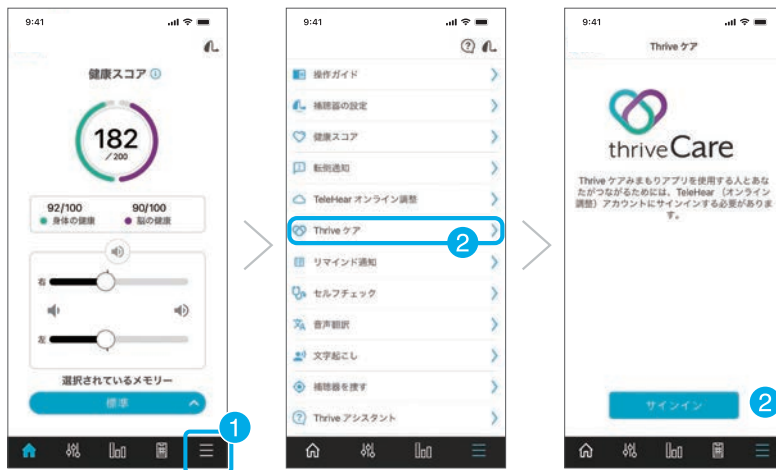 9:41
健康スコア
182
/200
92/100
身体の健康
90/100
脳の健康
右
左
選択されているメモリー
標準
1
9:41
操作ガイド
補聴器の設定
健康スコア
転倒通知
TeleHear オンライン調整
Thrive ケア
2
リマインド通知
セルフチェック
音声翻訳
文字起こし
補聴器を捜す
Thrive アシスタント
9:41
Thrive ケア
thriveCare
Thrive ケアみまもりアプリを使用する人とあな
たがつながるためには、TeleHear （オンライン
調整）アカウントにサインインする必要がありま
す。
サインイン
2